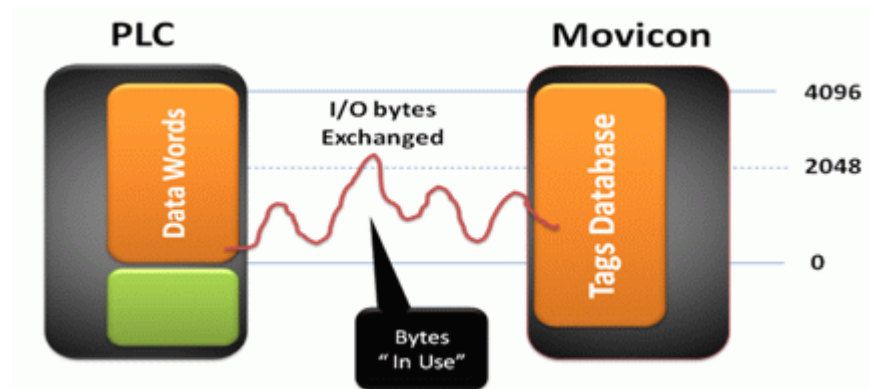 PLC
Movicon
I/O bytes
Exchanged
4096
2048
0
Data Words
Tags Database
Bytes
“ In Use”